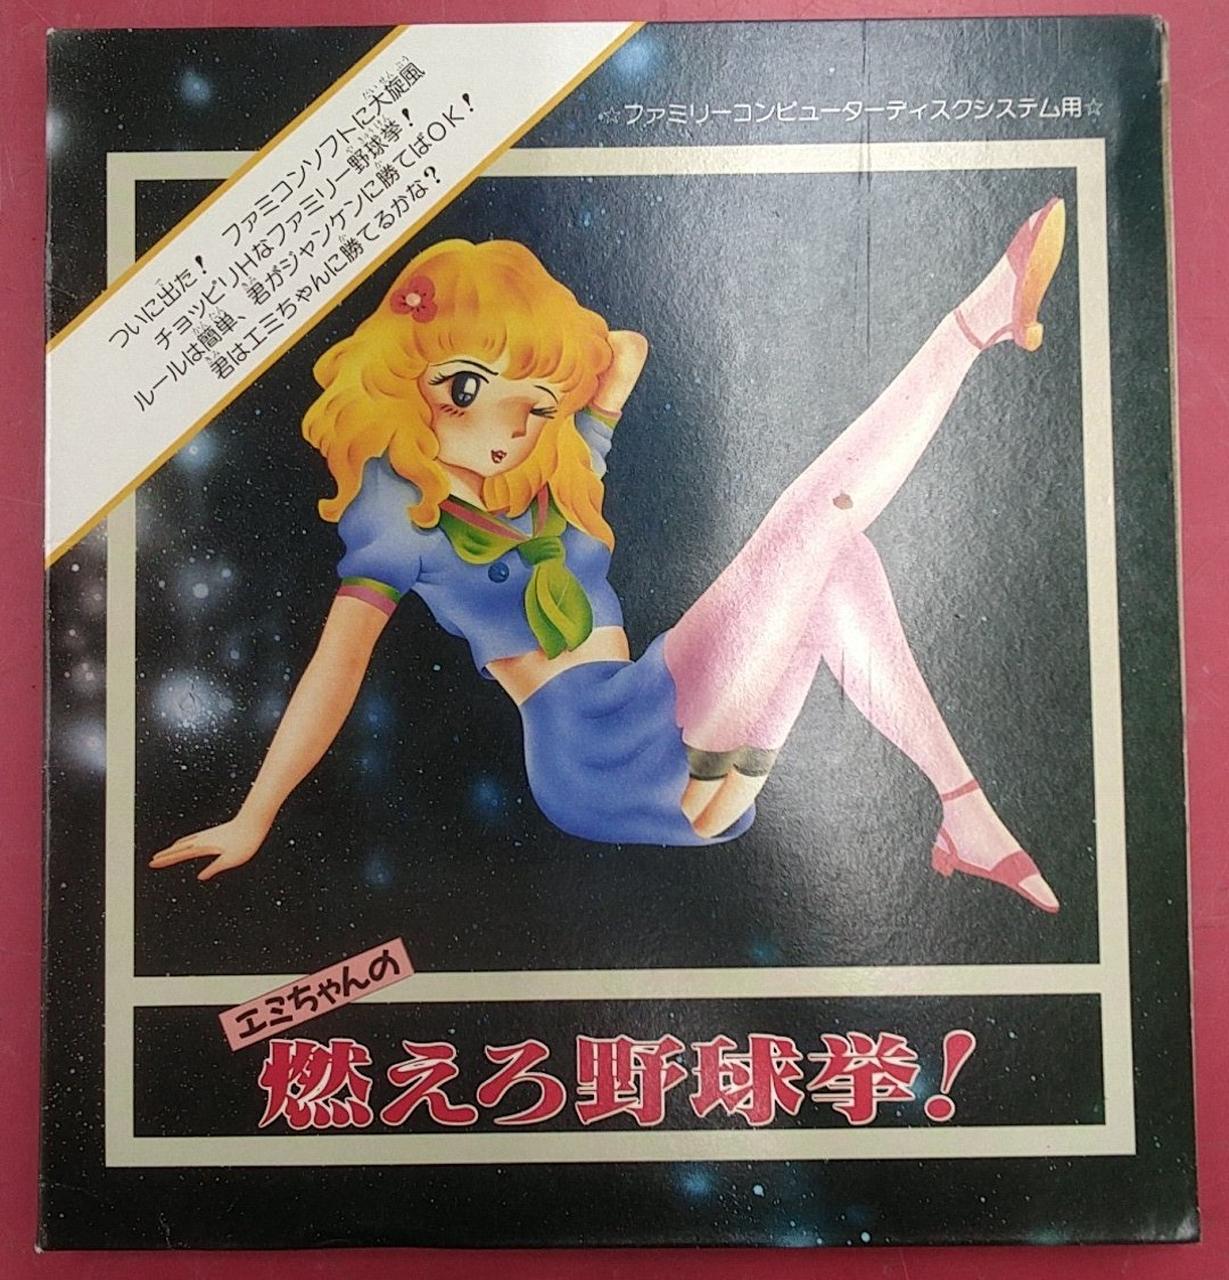 ついに出た! ファミコンソフトに大旋風
チョッピリHなファミリー野球拳!
ルールは簡単、君がジャンケンに勝てばOK!
君はエミちゃんに勝てるかな?
☆ファミリーコンピューターディスクシステム用☆
エミちゃんの
燃えろ野球拳!